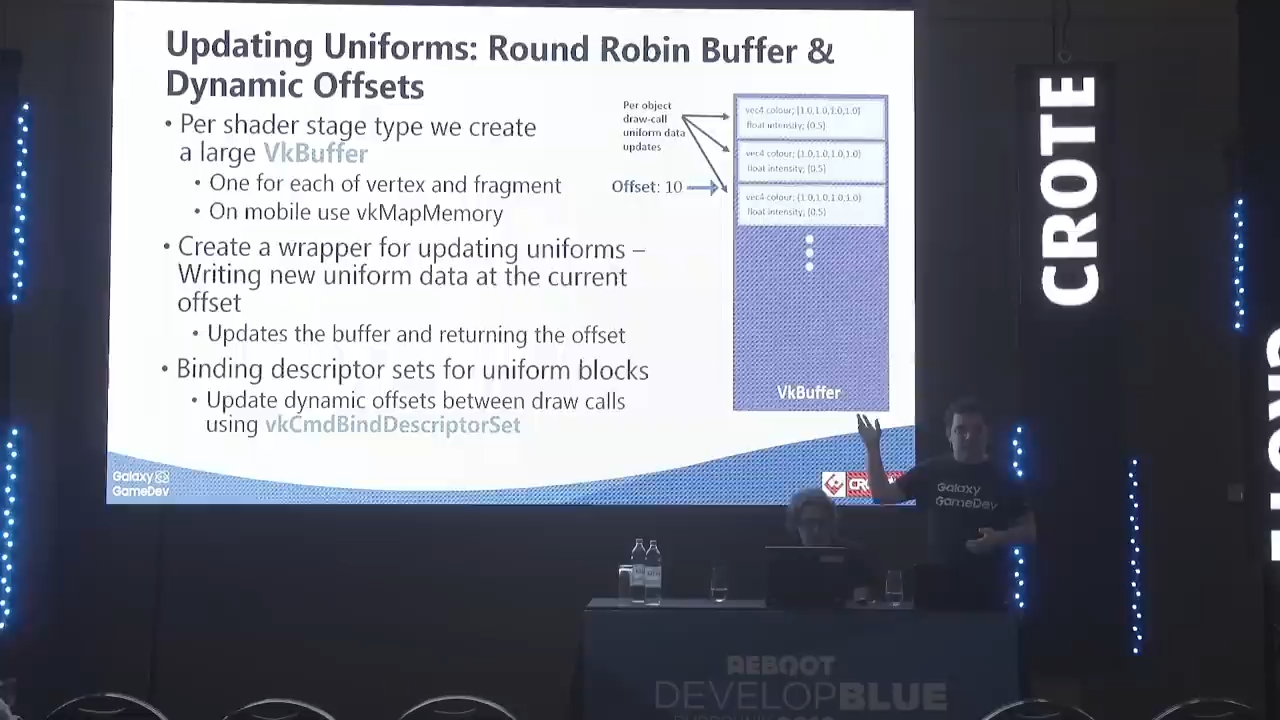 Updating Uniforms: Round Robin Buffer &
Dynamic Offsets
• Per shader stage type we create
a large VkBuffer
• One for each of vertex and fragment
• On mobile use vkMapMemory
• Create a wrapper for updating uniforms –
Writing new uniform data at the current
offset
• Updates the buffer and returning the offset
• Binding descriptor sets for uniform blocks
• Update dynamic offsets between draw calls
using vkCmdBindDescriptorSet
Per object
draw-call
uniform data
updates
Offset: 10
vec4 colour; {1.0,1.0,1.0,1.0}
float intensity; {0.5}
vec4 colour; {1.0,1.0,1.0,1.0}
float intensity; {0.5}
vec4 colour; {1.0,1.0,1.0,1.0}
float intensity; {0.5}
VkBuffer
Galaxy
GameDev
CRO
Galaxy
GameDev
CROTE
REBOOT
DEVELOPBLUE